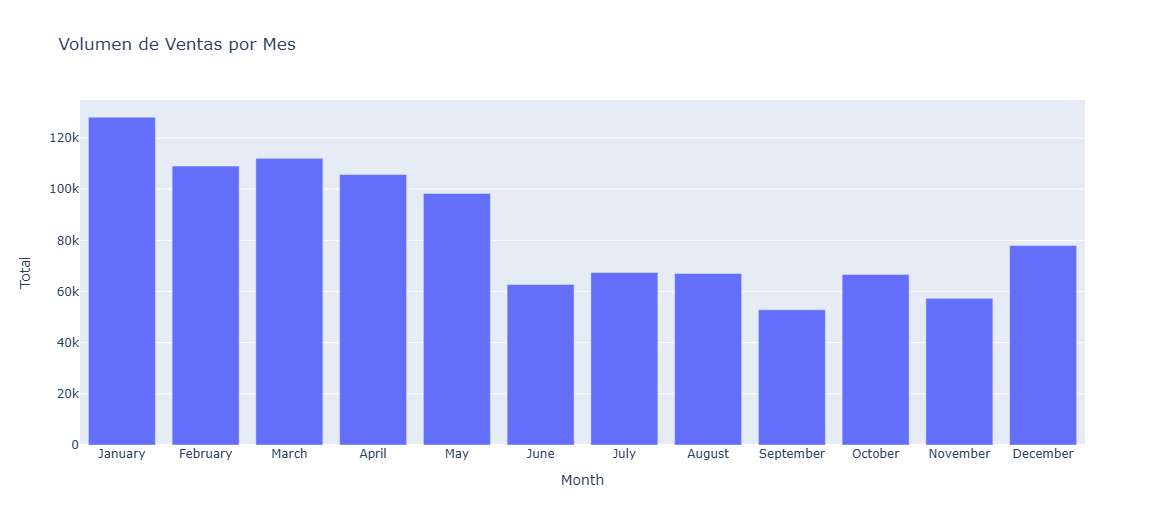 Volumen de Ventas por Mes
Total
120k
100k
80k
60k
40k
20k
0
January February March April May June July August September October November December
Month